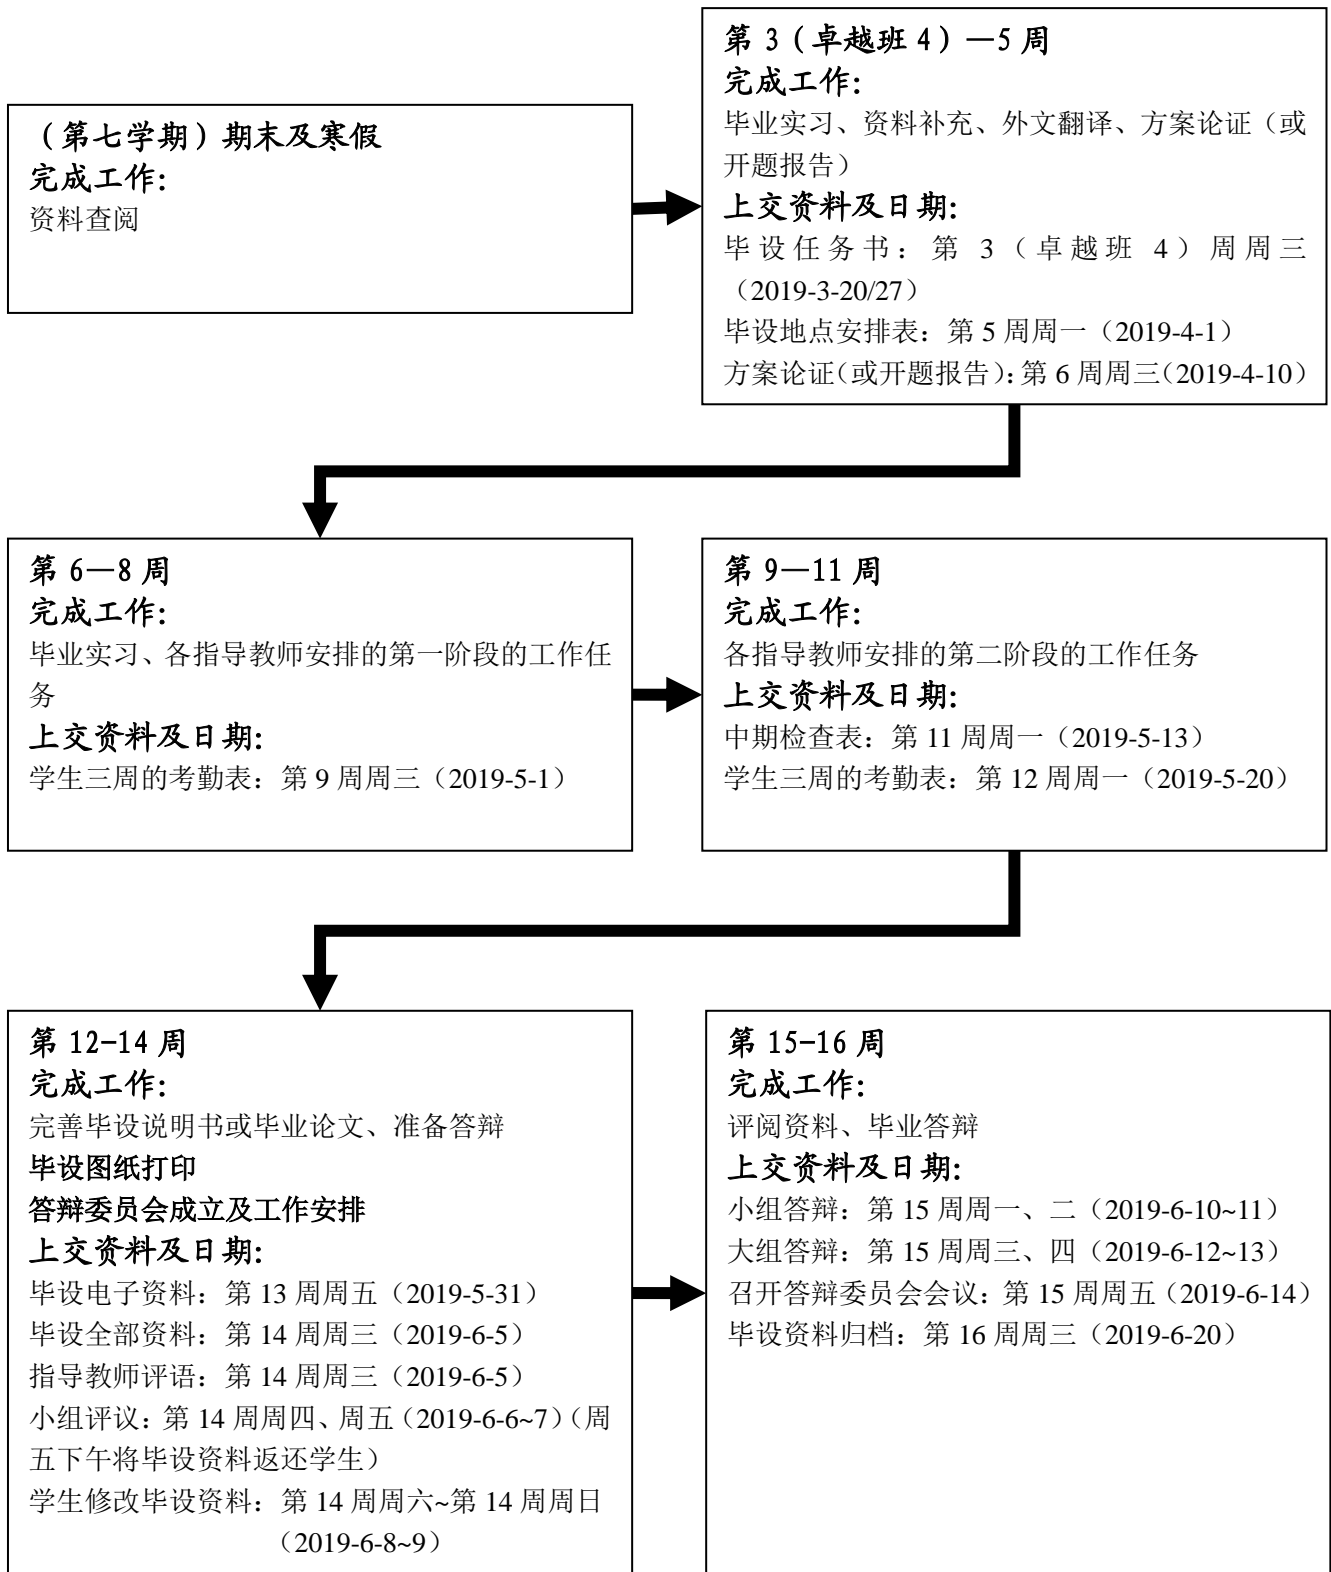 （第七学期）期末及寒假
完成工作：
资料查阅
第 3（卓越班 4）—5 周
完成工作：
毕业实习、资料补充、外文翻译、方案论证（或
开题报告）
上交资料及日期：
毕设任务书：第 3（卓越班 4）周周三
（2019-3-20/27）
毕设地点安排表：第 5 周周一（2019-4-1）
方案论证（或开题报告）：第 6 周周三（2019-4-10）
第 6—8 周
完成工作：
毕业实习、各指导教师安排的第一阶段的工作任
务
上交资料及日期：
学生三周的考勤表：第 9 周周三（2019-5-1）
第 9—11 周
完成工作：
各指导教师安排的第二阶段的工作任务
上交资料及日期：
中期检查表：第 11 周周一（2019-5-13）
学生三周的考勤表：第 12 周周一（2019-5-20）
第 12-14 周
完成工作：
完善毕设说明书或毕业论文、准备答辩
毕设图纸打印
答辩委员会成立及工作安排
上交资料及日期：
毕设电子资料：第 13 周周五（2019-5-31）
毕设全部资料：第 14 周周三（2019-6-5）
指导教师评语：第 14 周周三（2019-6-5）
小组评议：第 14 周周四、周五（2019-6-6~7）（周
五下午将毕设资料返还学生）
学生修改毕设资料：第 14 周周六~第 14 周周日
（2019-6-8~9）
第 15-16 周
完成工作：
评阅资料、毕业答辩
上交资料及日期：
小组答辩：第 15 周周一、二（2019-6-10~11）
大组答辩：第 15 周周三、四（2019-6-12~13）
召开答辩委员会会议：第 15 周周五（2019-6-14）
毕设资料归档：第 16 周周三（2019-6-20）